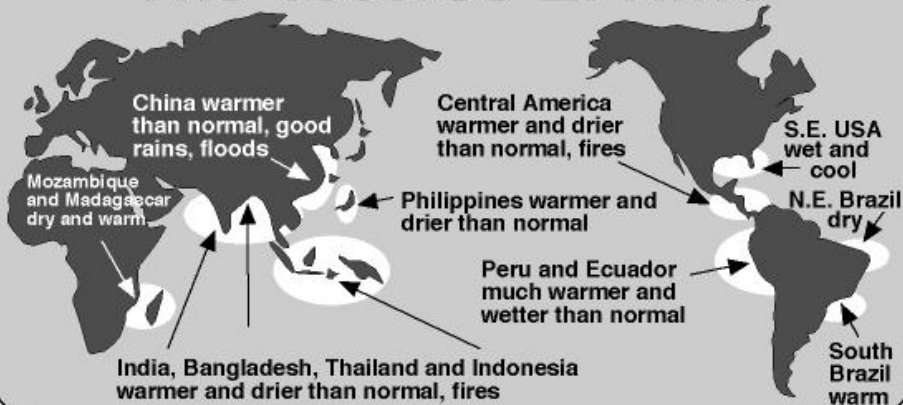 China warmer
than normal, good
rains, floods
Mozambique
and Madagascar
dry and warm
Central America
warmer and drier
than normal, fires
S.E. USA
wet and
cool
Philippines warmer and
drier than normal
N.E. Brazil
dry
Peru and Ecuador
much warmer and
wetter than normal
India, Bangladesh, Thailand and Indonesia
warmer and drier than normal, fires
South
Brazil
warm